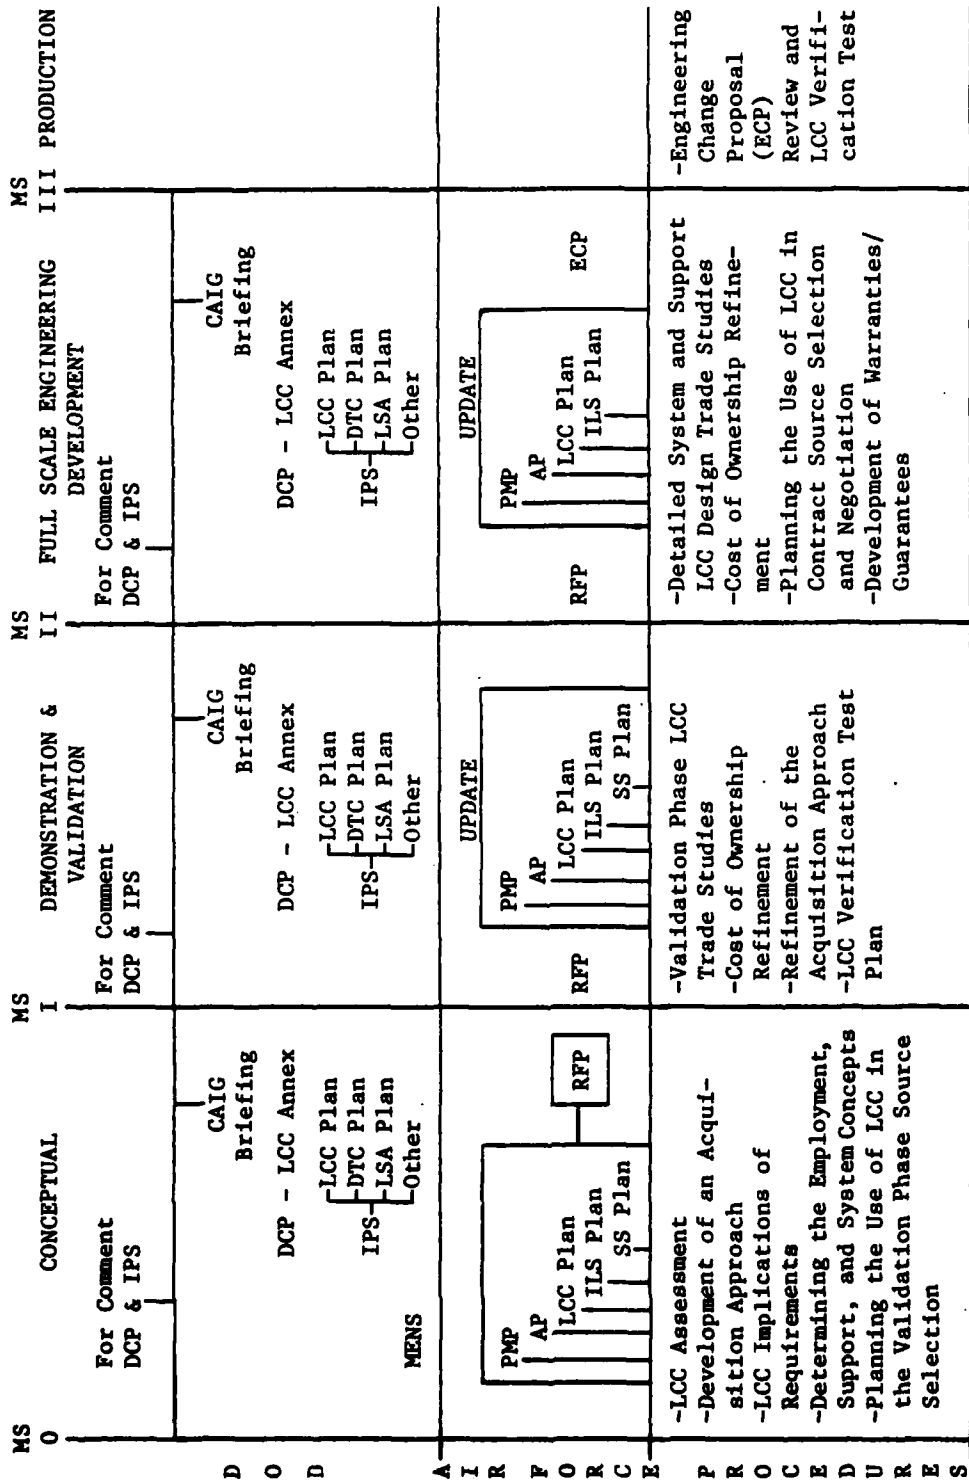 MS MS MS MS
0 CONCEPTUAL I DEMONSTRATION & II FULL SCALE ENGINEERING III PRODUCTION
VALIDATION DEVELOPMENT
For Comment
DCP & IPS
CAIG
Briefing
DCP - LCC Annex
LCC Plan
DTC Plan
IPS
LSA Plan
Other
MENS
For Comment
DCP & IPS
CAIG
Briefing
DCP - LCC Annex
LCC Plan
DTC Plan
IPS
LSA Plan
Other
For Comment
DCP & IPS
CAIG
Briefing
DCP - LCC Annex
LCC Plan
DTC Plan
IPS
LSA Plan
Other
DOD
PMP
AP
LCC Plan
ILS Plan
SS Plan
RFP
RFP
UPDATE
PMP
AP
LCC Plan
ILS Plan
SS Plan
RFP
UPDATE
PMP
AP
LCC Plan
ILS Plan
ECP
AIR FORCE
PROCEDURES
-LCC Assessment
-Development of an Acqui-
sition Approach
-LCC Implications of
Requirements
-Determining the Employment,
Support, and System Concepts
-Planning the Use of LCC in
the Validation Phase Source
Selection
-Validation Phase LCC
Trade Studies
-Cost of Ownership
Refinement
-Refinement of the
Acquisition Approach
-LCC Verification Test
Plan
-Detailed System and Support
LCC Design Trade Studies
-Cost of Ownership Refine-
ment
-Planning the Use of LCC in
Contract Source Selection
and Negotiation
-Development of Warranties/
Guarantees
-Engineering
Change
Proposal
(ECP)
Review and
LCC Verifi-
cation Test